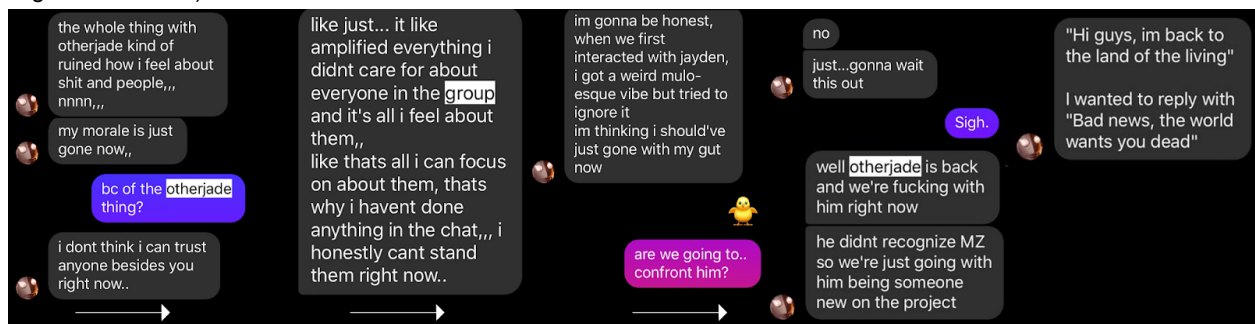 the whole thing with
otherjade kind of
ruined how i feel about
shit and people,,,
nnnn,,,
my morale is just
gone now,,
bc of the otherjade
thing?
i dont think i can trust
anyone besides you
right now..
like just... it like
amplified everything i
didnt care for about
everyone in the group
and it's all i feel about
them,,
like thats all i can focus
on about them, thats
why i havent done
anything in the chat,,, i
honestly cant stand
them right now..
im gonna be honest,
when we first
interacted with jayden,
i got a weird mulo-
esque vibe but tried to
ignore it
im thinking i should've
just gone with my gut
now
are we going to..
confront him?
no
just...gonna wait
this out
Sigh.
well otherjade is back
and we're fucking with
him right now
he didnt recognize MZ
so we're just going with
him being someone
new on the project
"Hi guys, im back to
the land of the living"
I wanted to reply with
"Bad news, the world
wants you dead"